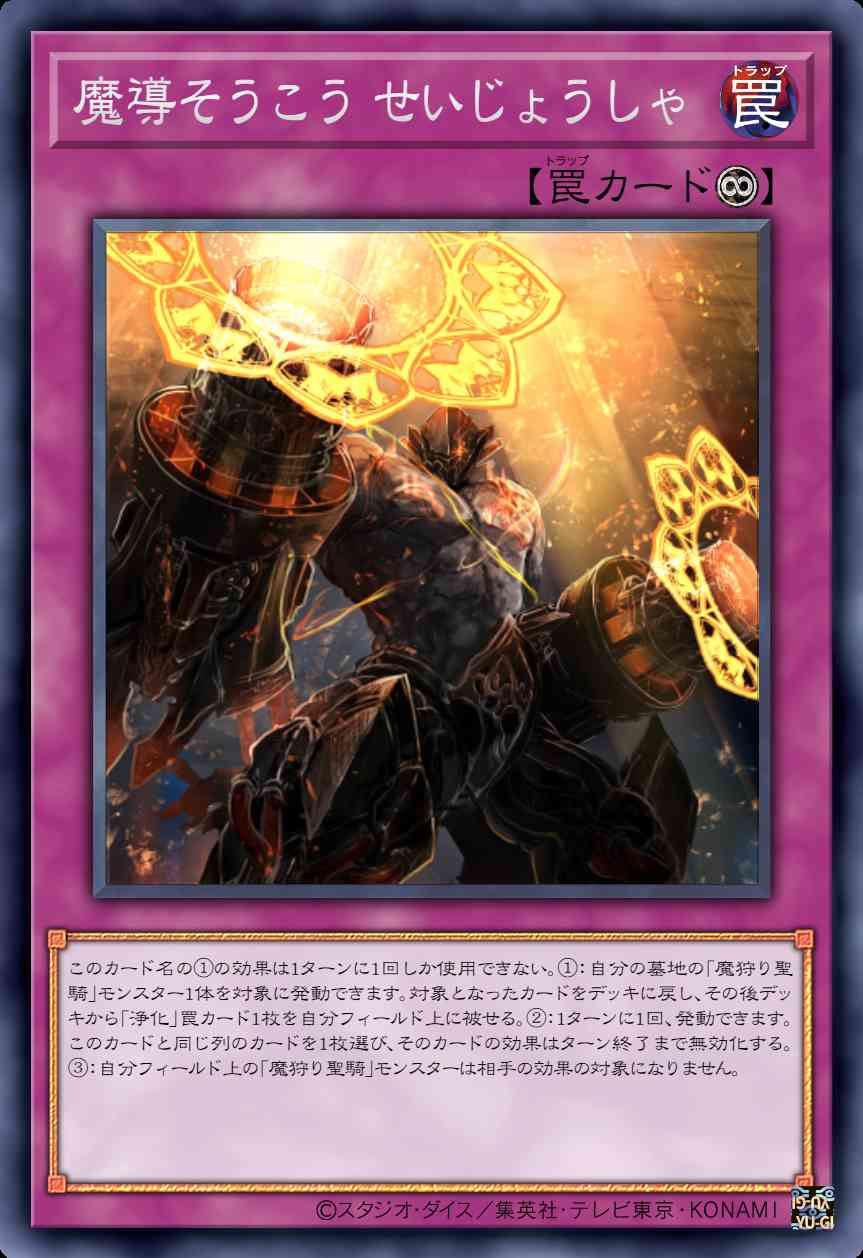 魔導そうこう せいじょうしゃ
トラップ
罠
トラップ
【罠カード】
このカード名の①の効果は1ターンに1回しか使用できない。①:自分の墓地の「魔狩り聖
騎」モンスター1体を対象に発動できます。対象となったカードをデッキに戻し、その後デッ
キから「浄化」罠カード1枚を自分フィールド上に被せる。②:1ターンに1回、発動できます。
このカードと同じ列のカードを1枚選び、そのカードの効果はターン終了まで無効化する。
③:自分フィールド上の「魔狩り聖騎」モンスターは相手の効果の対象になりません。
©スタジオ・ダイス/集英社・テレビ東京・KONAMI